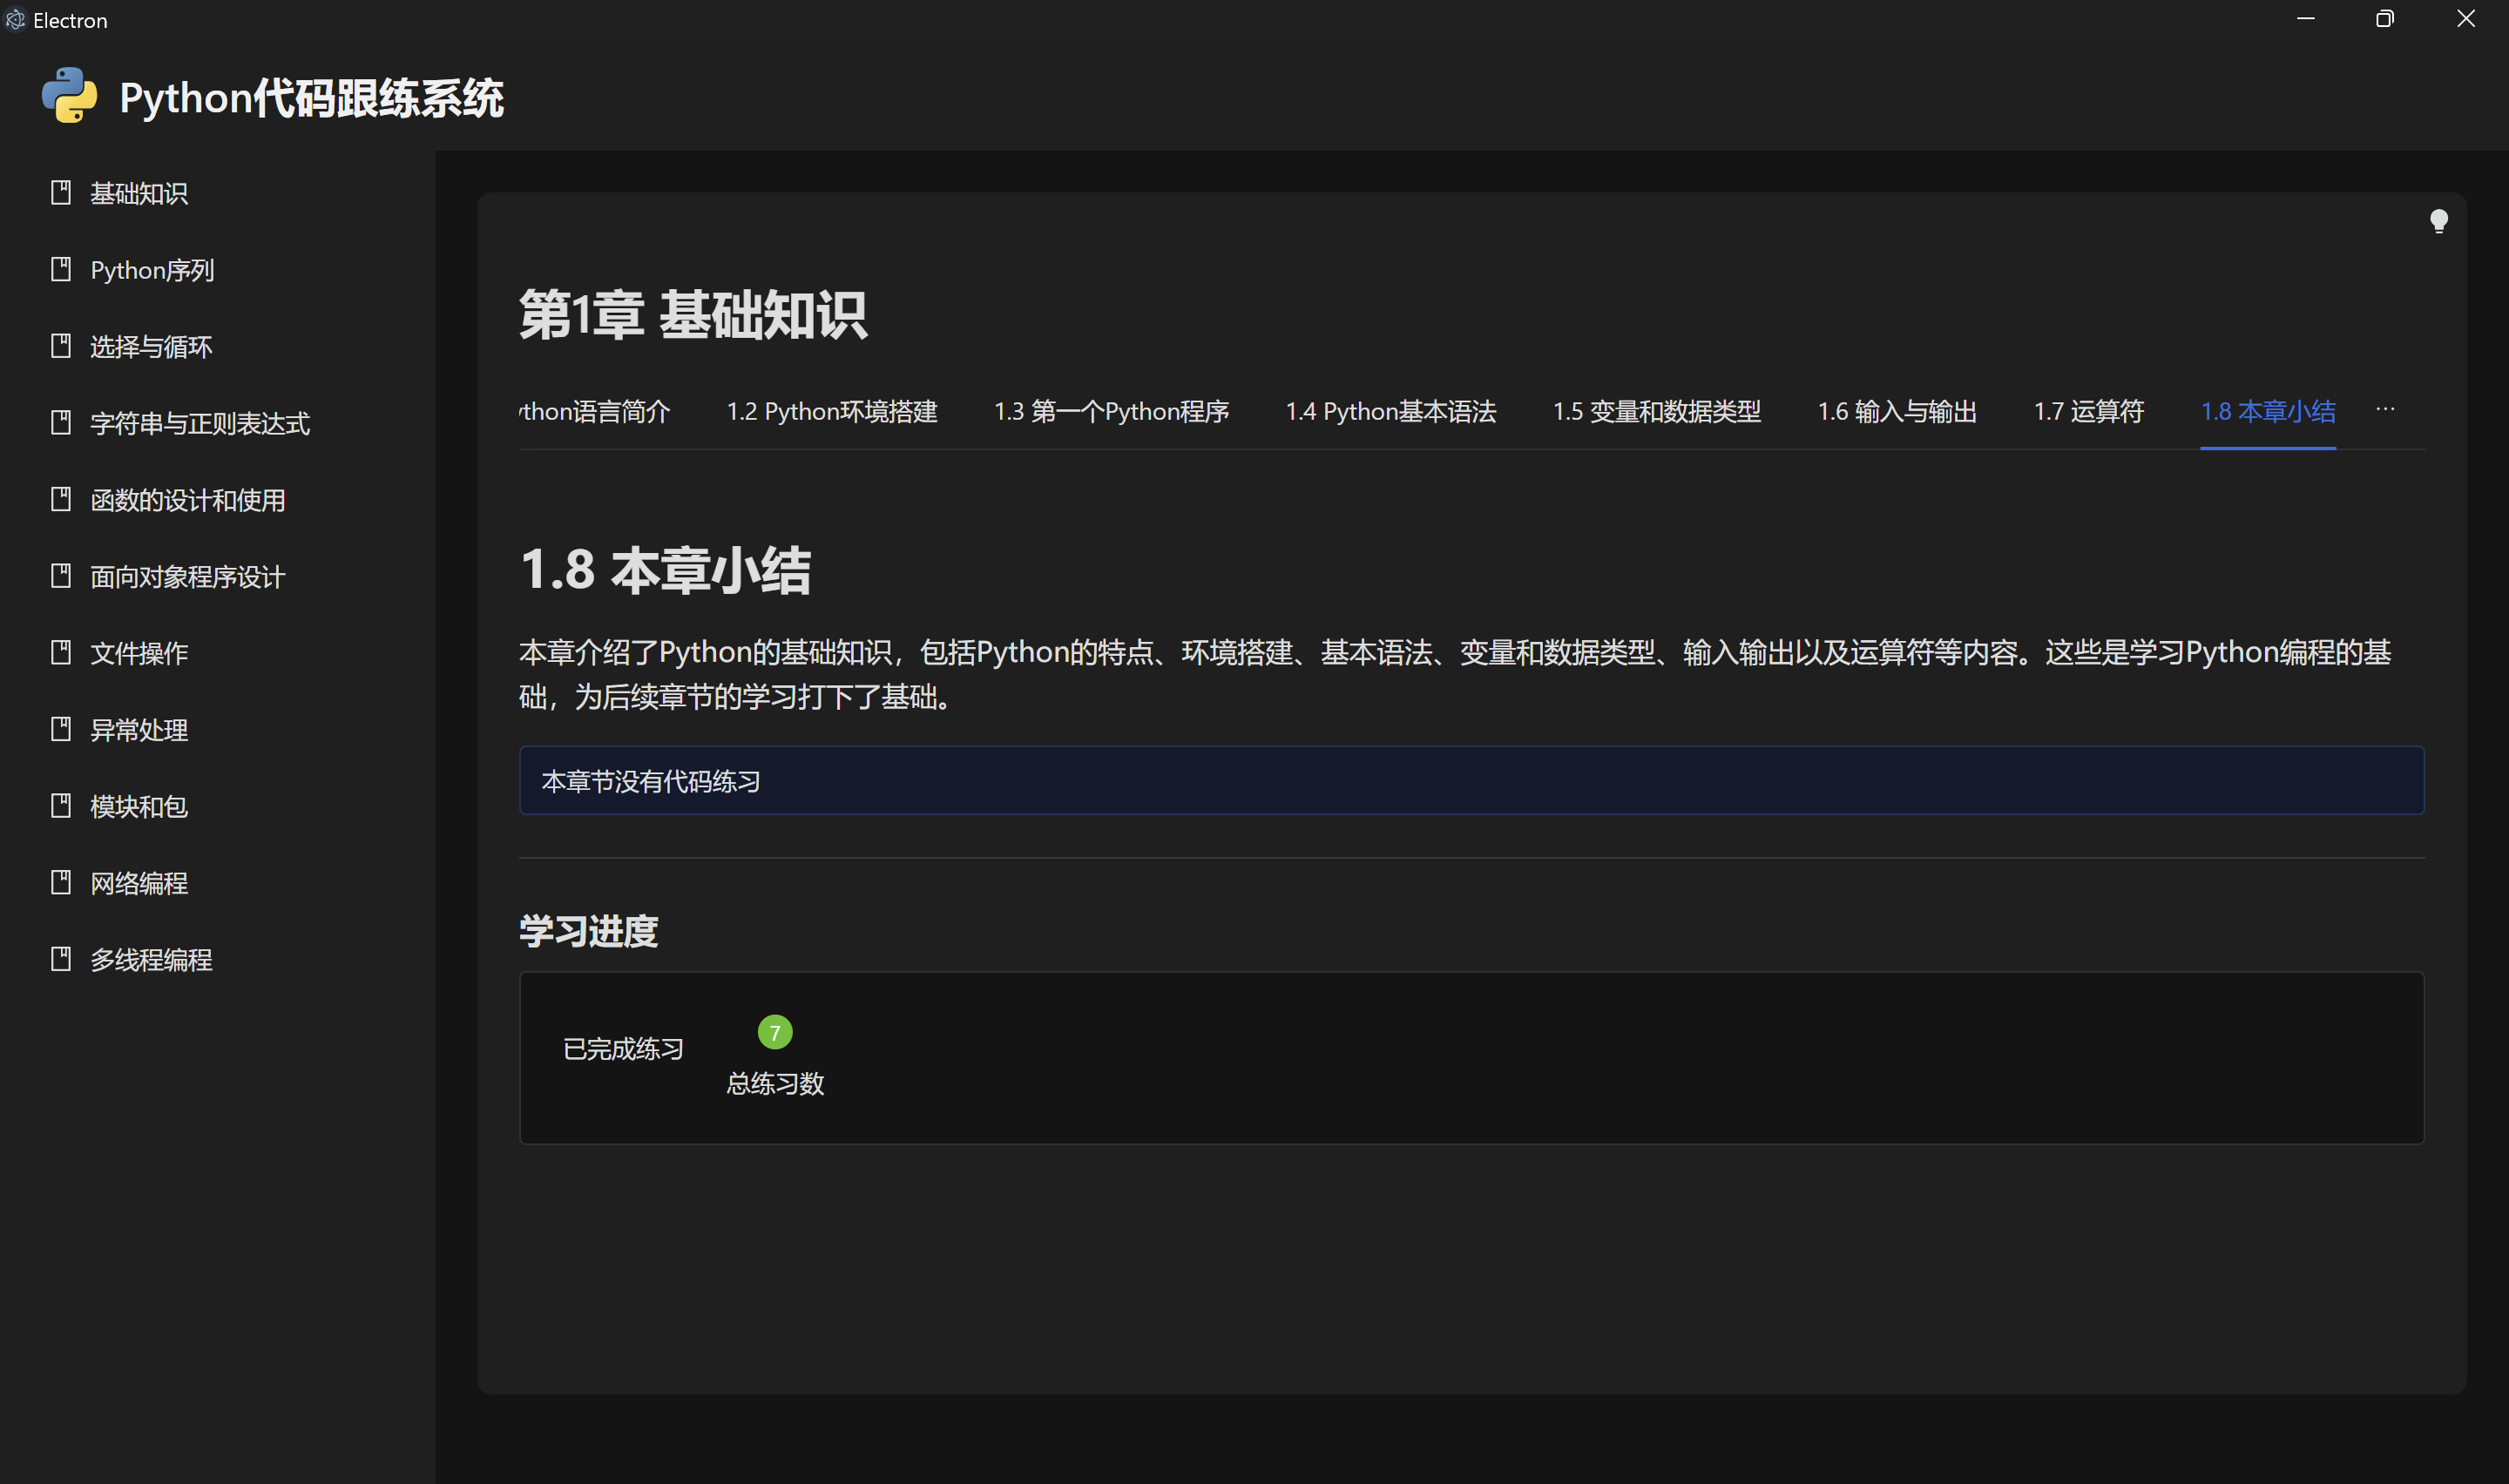 Electron
Python代码跟练系统
基础知识
Python序列
选择与循环
字符串与正则表达式
函数的设计和使用
面向对象程序设计
文件操作
异常处理
模块和包
网络编程
多线程编程
第1章 基础知识
ython语言简介 1.2 Python环境搭建 1.3 第一个Python程序 1.4 Python基本语法 1.5 变量和数据类型 1.6 输入与输出 1.7 运算符 1.8 本章小结 ···
1.8 本章小结
本章介绍了Python的基础知识，包括Python的特点、环境搭建、基本语法、变量和数据类型、输入输出以及运算符等内容。这些是学习Python编程的基
础，为后续章节的学习打下了基础。
本章节没有代码练习
学习进度
已完成练习
7
总练习数